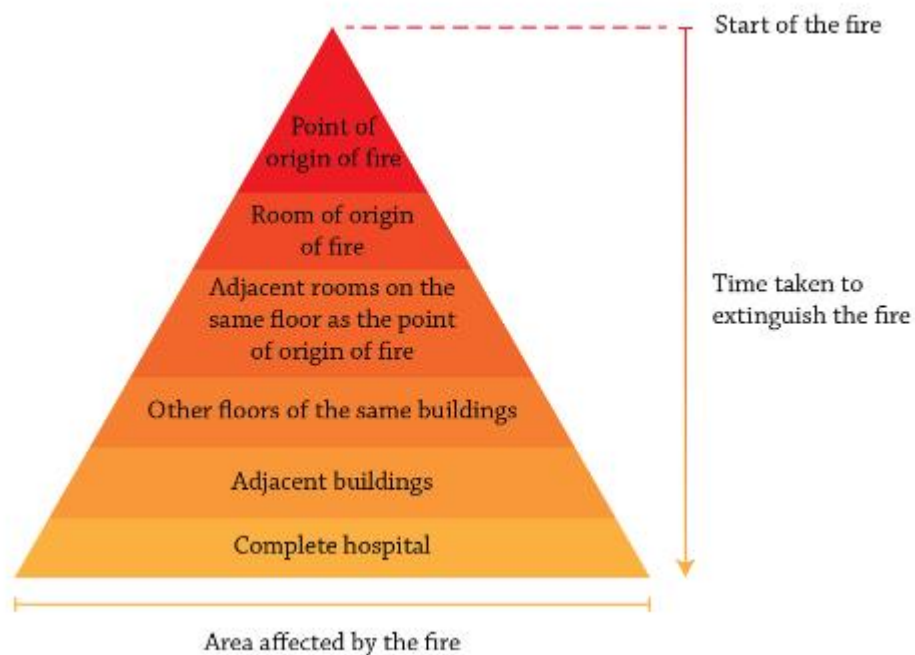 Start of the fire
Point of
origin of fire
Room of origin
of fire
Adjacent rooms on the
same floor as the point
of origin of fire
Time taken to
extinguish the fire
Other floors of the same buildings
Adjacent buildings
Complete hospital
Area affected by the fire